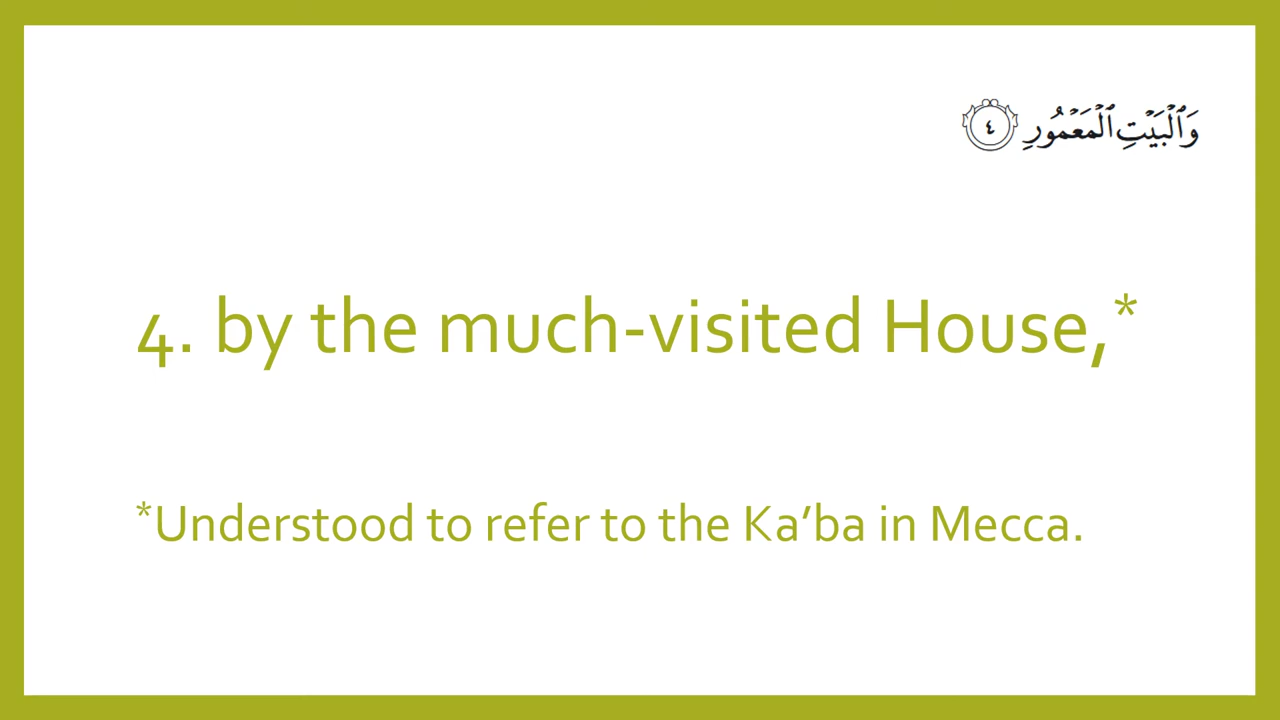 وَٱلْبَيْتِ ٱلْمَعْمُورِ ٤
4. by the much-visited House,*
*Understood to refer to the Ka’ba in Mecca.